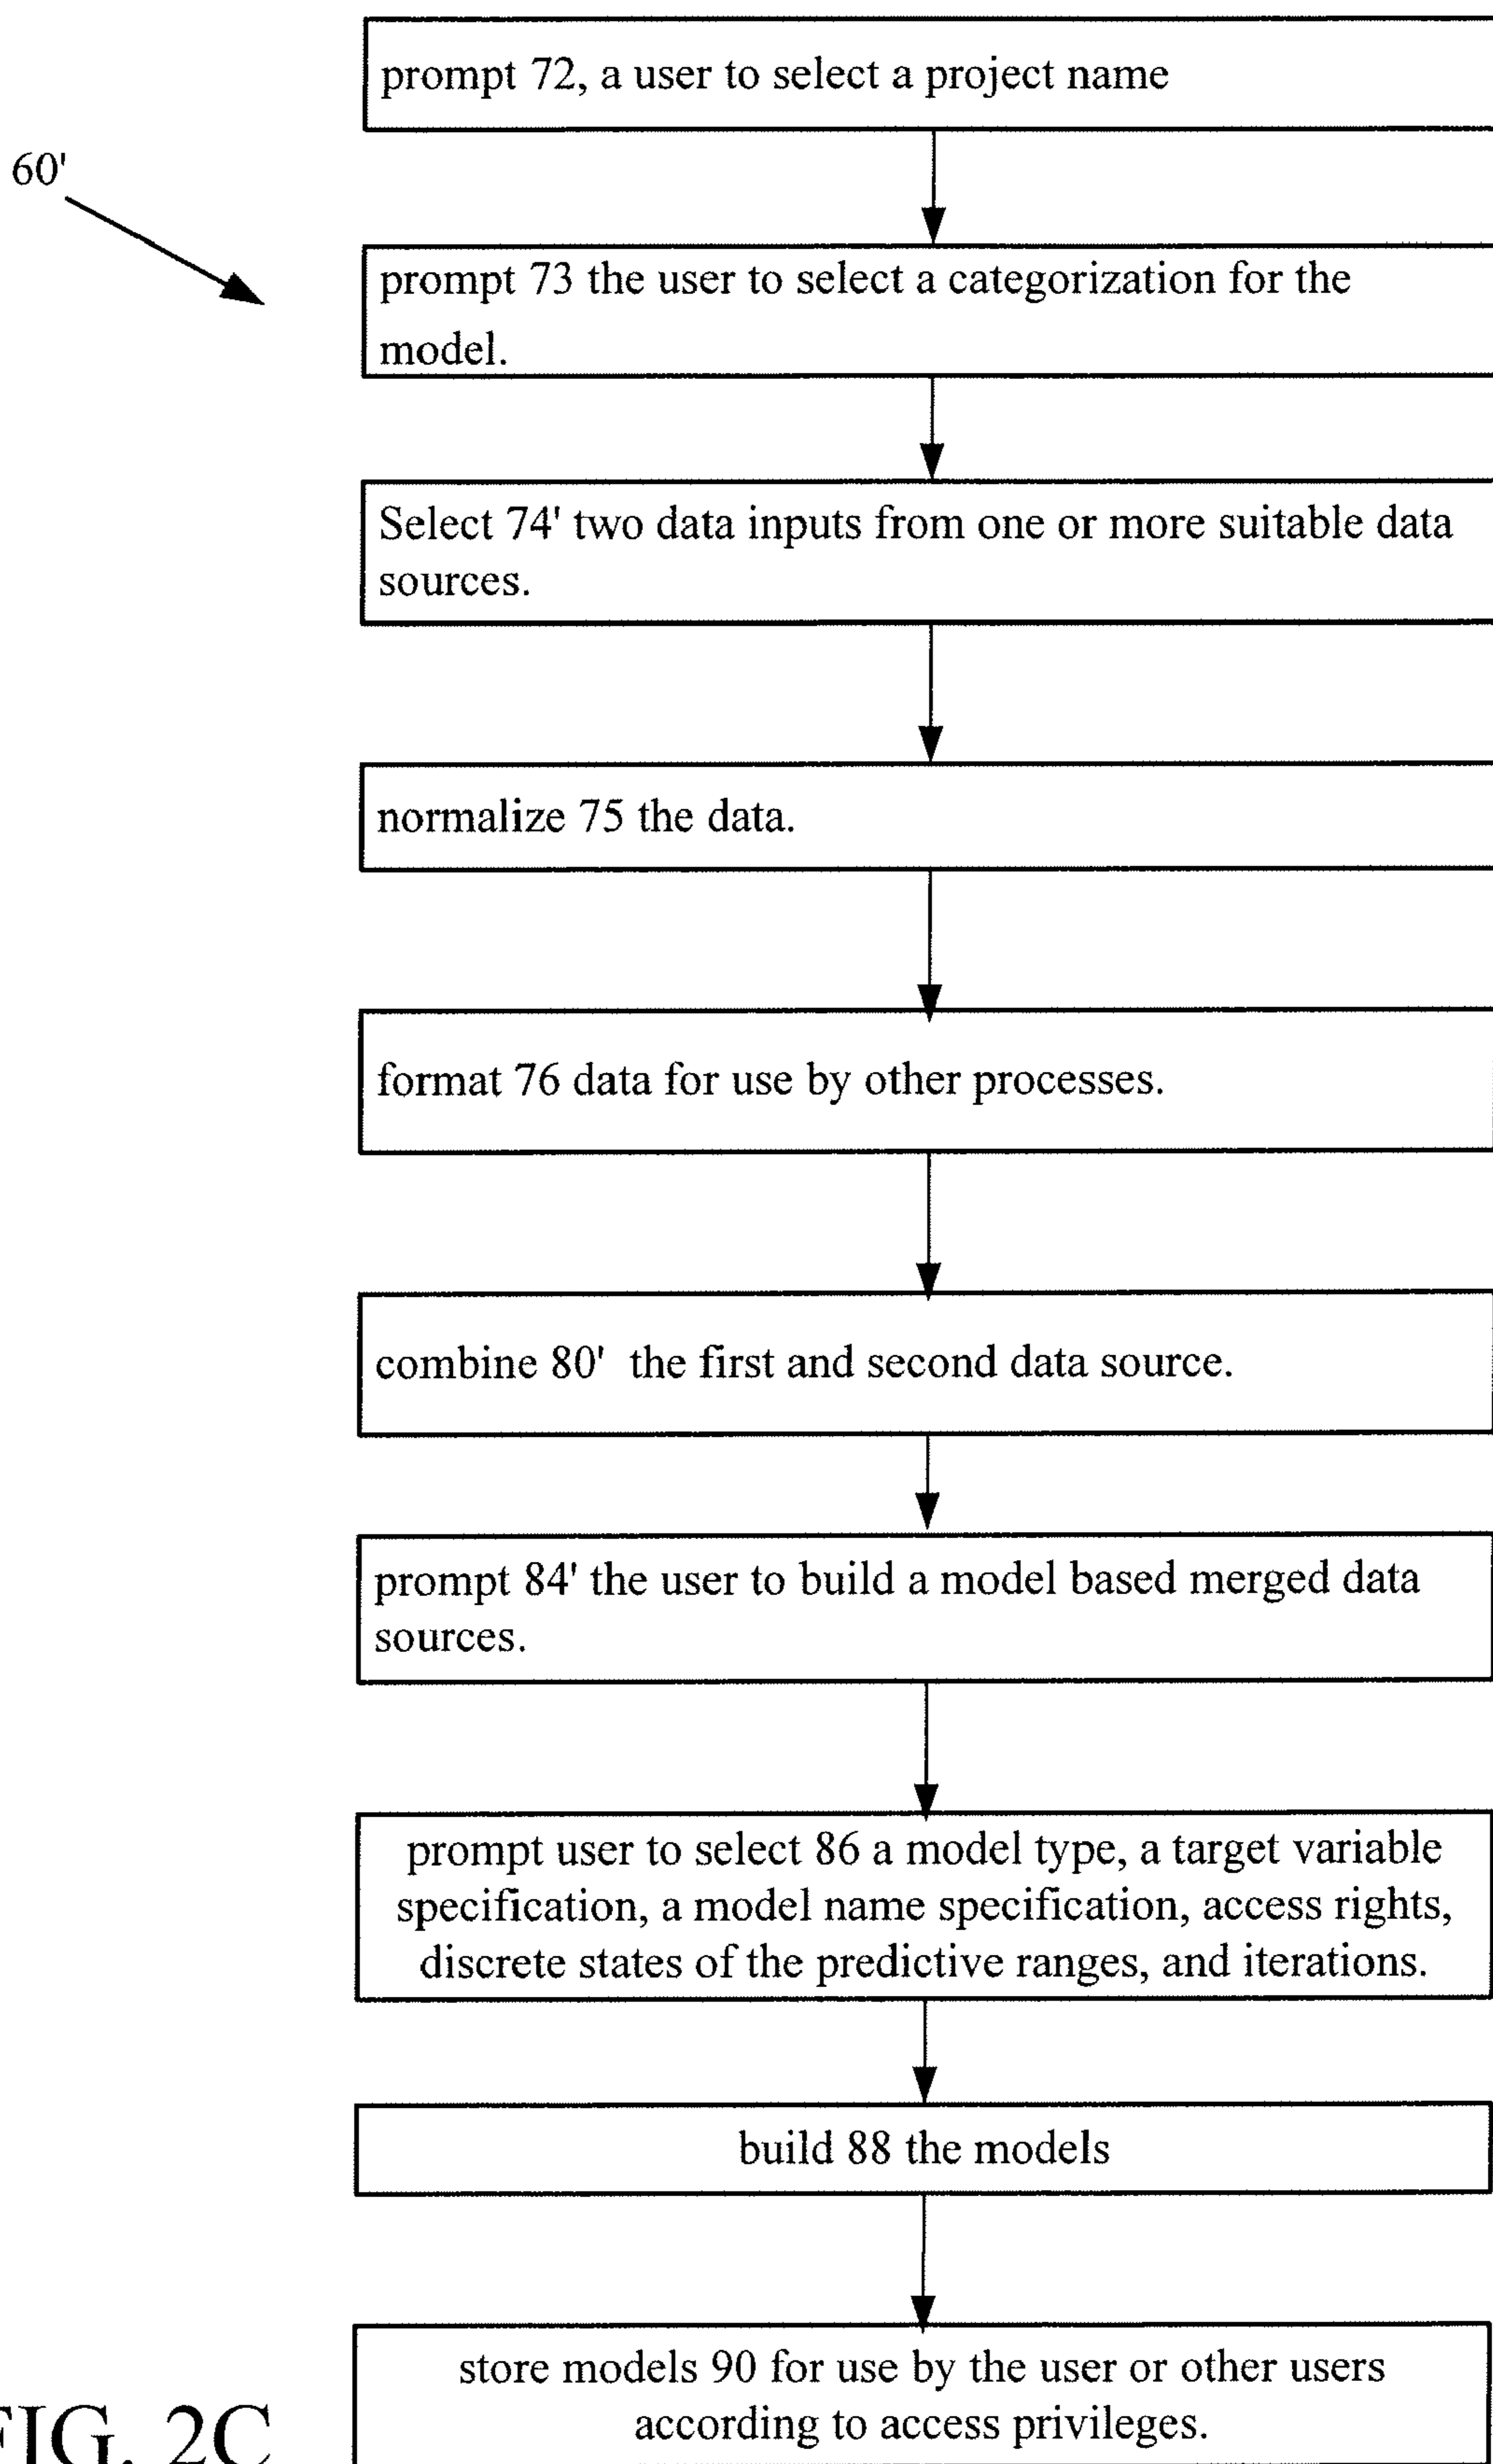 prompt 72, a user to select a project name
60'
prompt 73 the user to select a categorization for the
model.
Select 74' two data inputs from one or more suitable data
sources.
normalize 75 the data.
format 76 data for use by other processes.
combine 80' the first and second data source.
prompt 84' the user to build a model based merged data
sources.
prompt user to select 86 a model type, a target variable
specification, a model name specification, access rights,
discrete states of the predictive ranges, and iterations.
build 88 the models
store models 90 for use by the user or other users
according to access privileges.
FIG. 2C